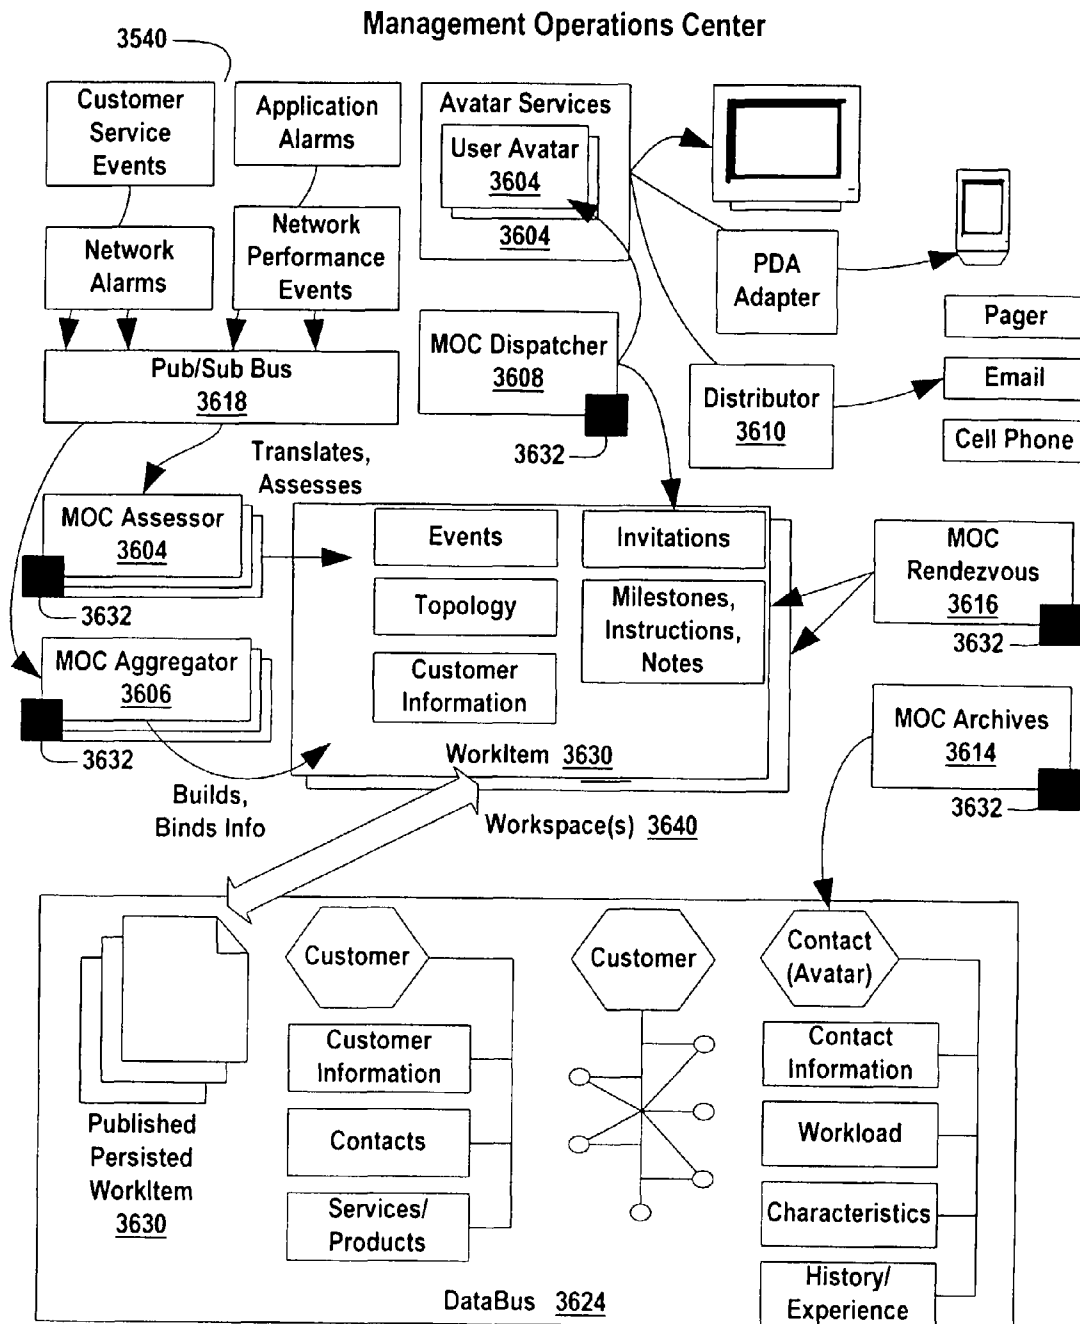 Management Operations Center
3540
Customer
Service
Events
Application
Alarms
Network
Alarms
Network
Performance
Events
Avatar Services
User Avatar
3604
3604
PDA
Adapter
Pager
Email
Cell Phone
Pub/Sub Bus
3618
MOC Dispatcher
3608
3632
Distributor
3610
Translates,
Assesses
MOC Assessor
3604
3632
MOC Aggregator
3606
3632
Builds,
Binds Info
Events
Topology
Customer
Information
Invitations
Milestones,
Instructions,
Notes
WorkItem 3630
Workspace(s) 3640
MOC
Rendezvous
3616
3632
MOC Archives
3614
3632
Published
Persisted
WorkItem
3630
Customer
Customer
Information
Contacts
Services/
Products
Customer
Contact
(Avatar)
Contact
Information
Workload
Characteristics
History/
Experience
DataBus 3624